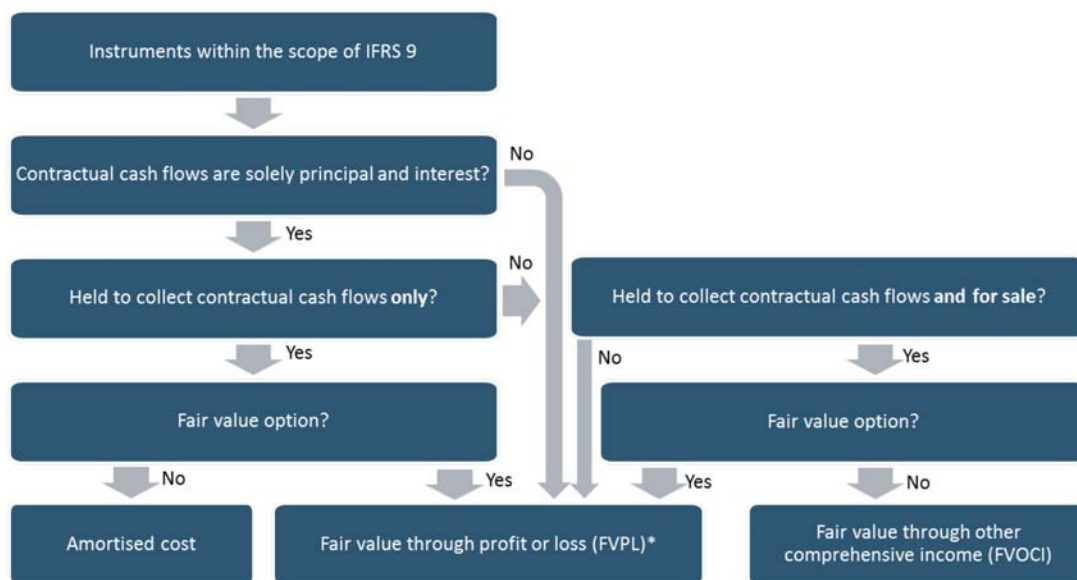 Instruments within the scope of IFRS 9
Contractual cash flows are solely principal and interest?
No
Yes
Held to collect contractual cash flows only?
No
Held to collect contractual cash flows and for sale?
Yes
No
Yes
Fair value option?
Fair value option?
No
Yes
Yes
No
Amortised cost
Fair value through profit or loss (FVPL)*
Fair value through other
comprehensive income (FVOCI)